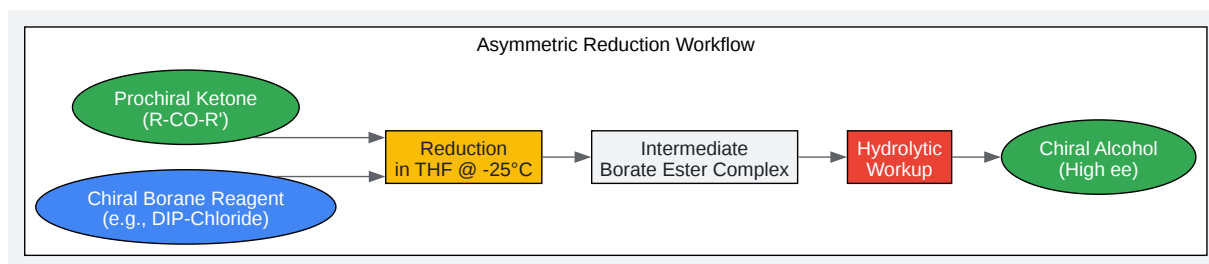 Asymmetric Reduction Workflow
Prochiral Ketone
(R-CO-R')
Chiral Borane Reagent
(e.g., DIP-Chloride)
Reduction
in THF @ -25°C
Intermediate
Borate Ester Complex
Hydrolytic
Workup
Chiral Alcohol
(High ee)